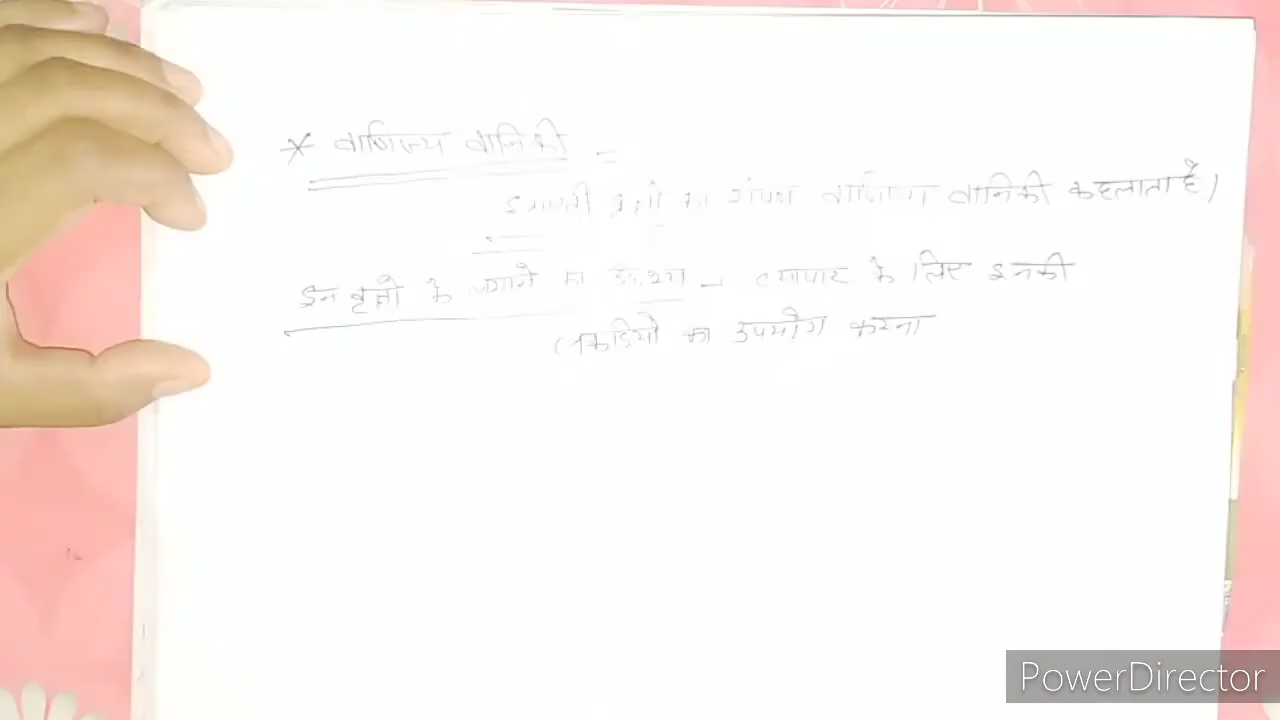 * वाणिज्य वानिकी =
इमारती वृक्षो का रोपण वाणिज्य वानिकी कहलाता है।
इन वृक्षो के लगाने का उद्देश्य → व्यापार के लिए इनकी
लकडियो का उपयोग करना
PowerDirector